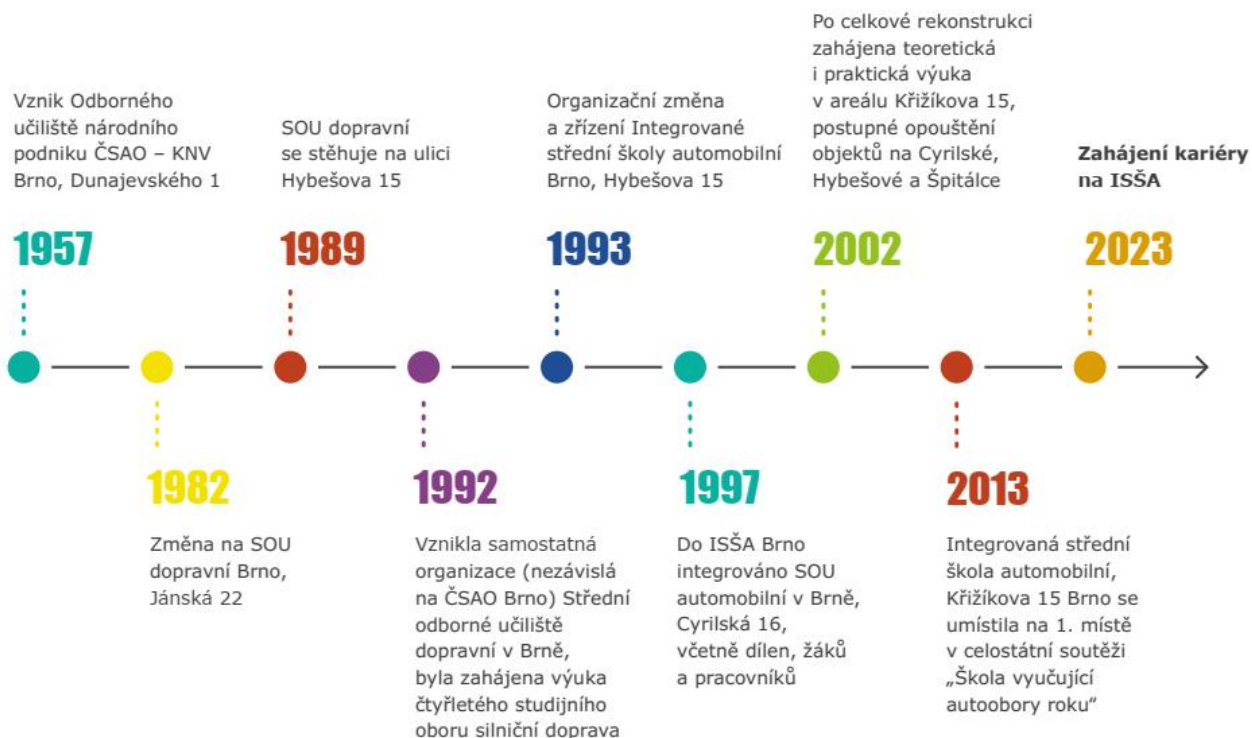 Vznik Odborného
učiliště národního
podniku ČSAO – KNV
Brno, Dunajevského 1
1957
SOU dopravní
se stěhuje na ulici
Hybešova 15
1989
Organizační změna
a zřízení Integrované
střední školy automobilní
Brno, Hybešova 15
1993
Po celkové rekonstrukci
zahájena teoretická
i praktická výuka
v areálu Křižíkova 15,
postupné opouštění
objektů na Cyrilské,
Hybešové a Špitálce
2002
Zahájení kariéry
na ISŠA
2023
1982
Změna na SOU
dopravní Brno,
Jánská 22
1992
Vznikla samostatná
organizace (nezávislá
na ČSAO Brno) Střední
odborné učiliště
dopravní v Brně,
byla zahájena výuka
čtyřletého studijního
oboru silniční doprava
1997
Do ISŠA Brno
integrováno SOU
automobilní v Brně,
Cyrilská 16,
včetně dílen, žáků
a pracovníků
2013
Integrovaná střední
škola automobilní,
Křižíkova 15 Brno se
umístila na 1. místě
v celostátní soutěži
„Škola vyučující
autoobory roku“